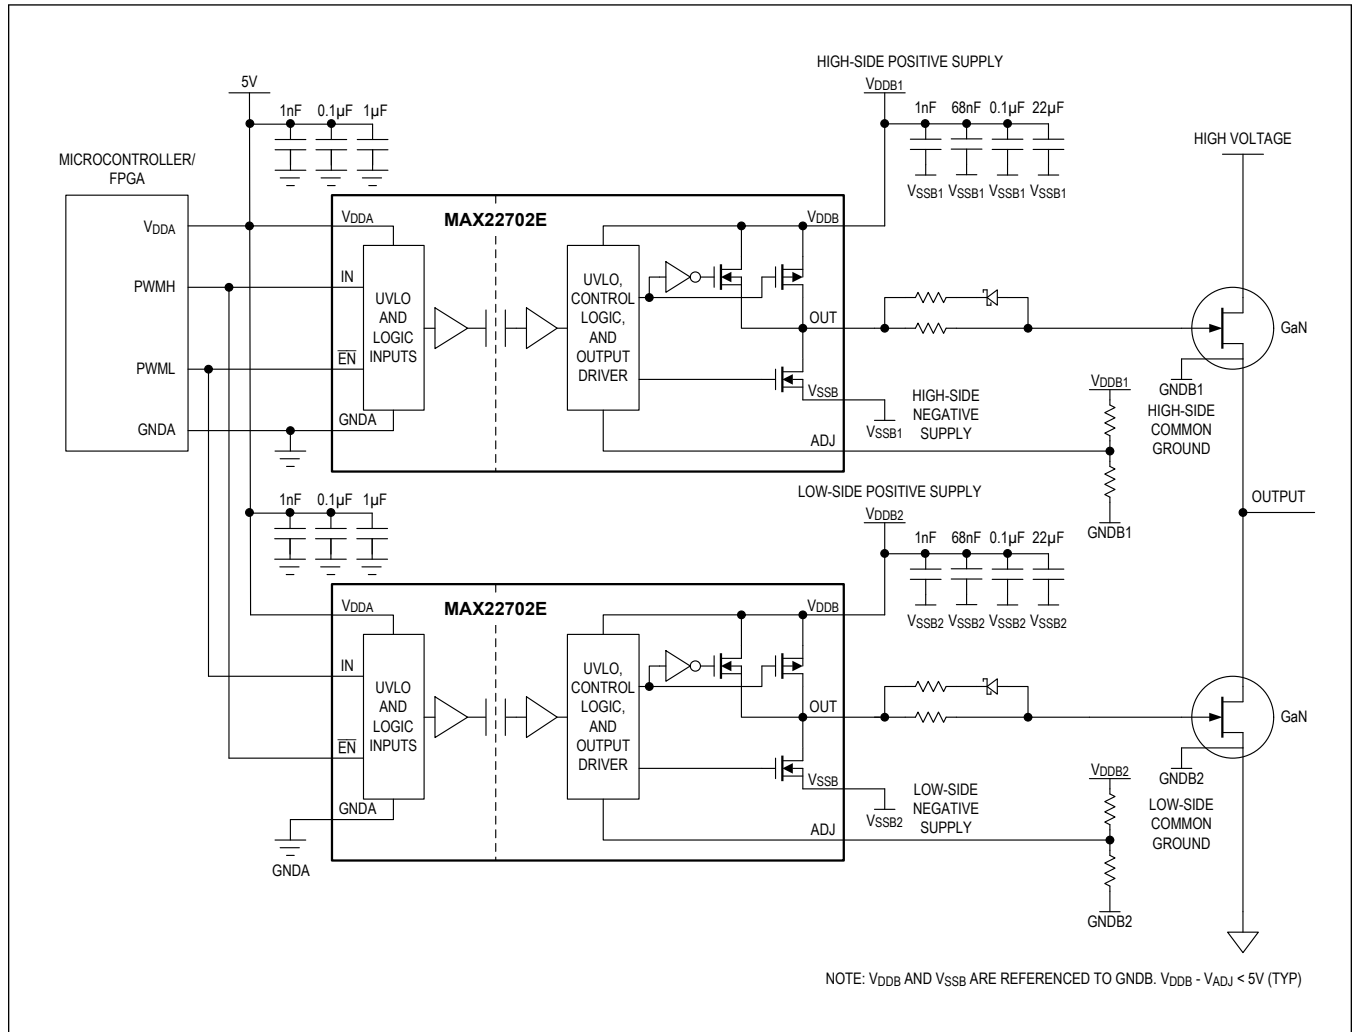 HIGH-SIDE POSITIVE SUPPLY
5V
VDDB1
1nF 0.1µF 1µF
1nF 68nF 0.1µF 22µF
HIGH VOLTAGE
MICROCONTROLLER/
FPGA
VSSB1 VSSB1 VSSB1 VSSB1
VDDA
VDDA
MAX22702E
VDDB
PWMH
IN
UVLO
AND
LOGIC
INPUTS
UVLO,
CONTROL
LOGIC,
AND
OUTPUT
DRIVER
OUT
GaN
PWML
EN
VSSB
HIGH-SIDE
NEGATIVE
SUPPLY
VSSB1
VDDB1
GNDB1
HIGH-SIDE
COMMON
GROUND
GNDA
GNDA
ADJ
GNDB1
OUTPUT
LOW-SIDE POSITIVE SUPPLY
VDDB2
1nF 0.1µF 1µF
1nF 68nF 0.1µF 22µF
VSSB2 VSSB2 VSSB2 VSSB2
VDDA
MAX22702E
VDDB
IN
UVLO
AND
LOGIC
INPUTS
UVLO,
CONTROL
LOGIC,
AND
OUTPUT
DRIVER
OUT
GaN
EN
VSSB
LOW-SIDE
NEGATIVE
SUPPLY
VSSB2
VDDB2
GNDB2
LOW-SIDE
COMMON
GROUND
GNDA
ADJ
GNDA
GNDB2
NOTE: VDDB AND VSSB ARE REFERENCED TO GNDB. VDDB - VADJ < 5V (TYP)